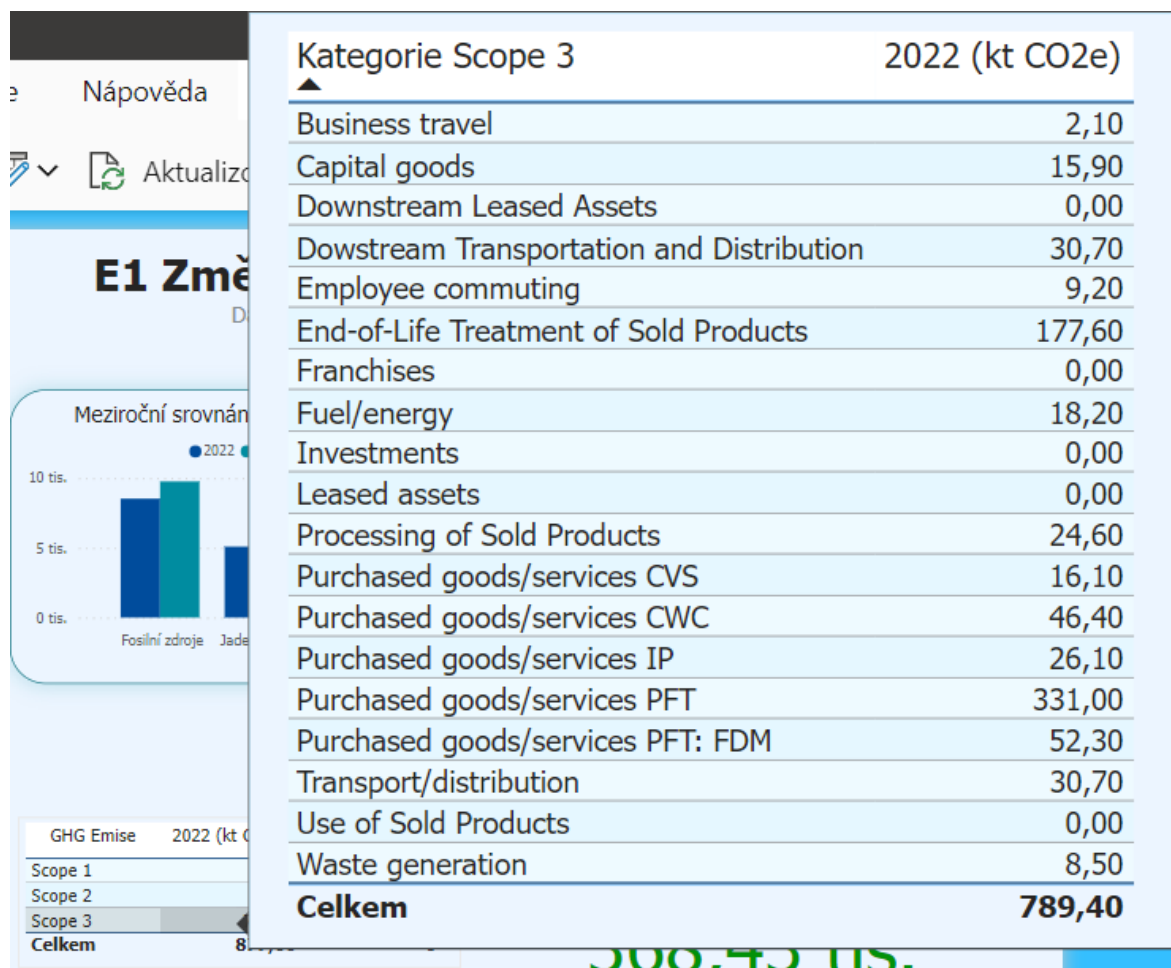 Kategorie Scope 3 2022 (kt CO2e)
Business travel 2,10
Capital goods 15,90
Downstream Leased Assets 0,00
Dowstream Transportation and Distribution 30,70
Employee commuting 9,20
End-of-Life Treatment of Sold Products 177,60
Franchises 0,00
Fuel/energy 18,20
Investments 0,00
Leased assets 0,00
Processing of Sold Products 24,60
Purchased goods/services CVS 16,10
Purchased goods/services CWC 46,40
Purchased goods/services IP 26,10
Purchased goods/services PFT 331,00
Purchased goods/services PFT: FDM 52,30
Transport/distribution 30,70
Use of Sold Products 0,00
Waste generation 8,50
Celkem 789,40
Nápověda
E1
2022
10 tis.
5 tis.
0 tis.
Fosilní zdroje
GHG Emise 2022 (kt
Scope 1
Scope 2
Scope 3
Celkem